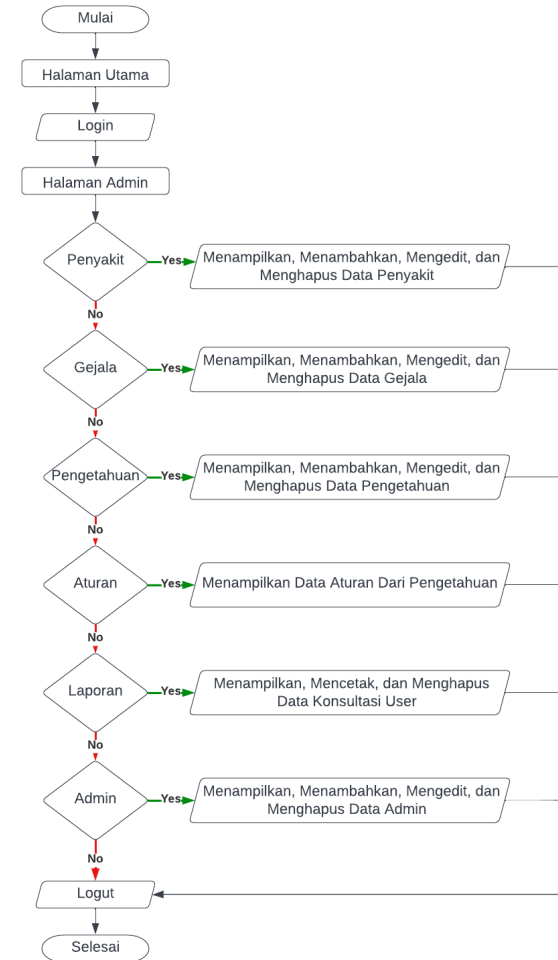 Mulai
Halaman Utama
Login
Halaman Admin
Penyakit
Yes
Menampilkan, Menambahkan, Mengedit, dan
Menghapus Data Penyakit
No
Gejala
Yes
Menampilkan, Menambahkan, Mengedit, dan
Menghapus Data Gejala
No
Pengetahuan
Yes
Menampilkan, Menambahkan, Mengedit, dan
Menghapus Data Pengetahuan
No
Aturan
Yes
Menampilkan Data Aturan Dari Pengetahuan
No
Laporan
Yes
Menampilkan, Mencetak, dan Menghapus
Data Konsultasi User
No
Admin
Yes
Menampilkan, Menambahkan, Mengedit, dan
Menghapus Data Admin
No
Logut
Selesai